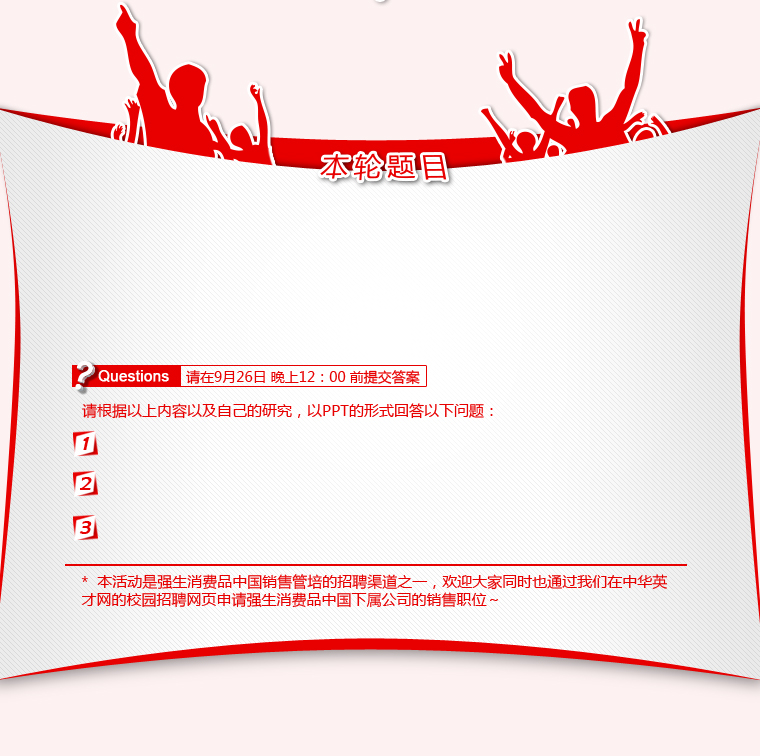 本轮题目
? Questions 请在9月26日 晚上12：00 前提交答案
请根据以上内容以及自己的研究，以PPT的形式回答以下问题：
1
2
3
* 本活动是强生消费品中国销售管培的招聘渠道之一，欢迎大家同时也通过我们在中华英
才网的校园招聘网页申请强生消费品中国下属公司的销售职位～